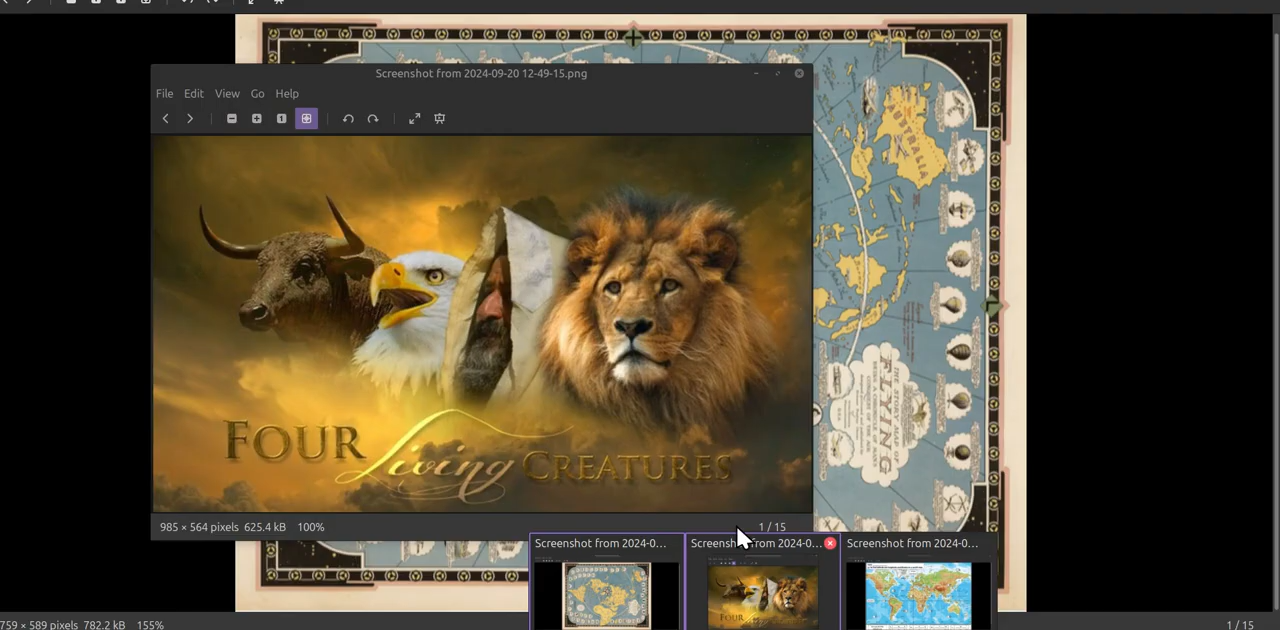 Screenshot from 2024-09-20 12-49-15.png
File Edit View Go Help
AUSTRALIA
FOUR Living CREATURES
FLYING
985 × 564 pixels 625.4 kB 100%
1 / 15
Screenshot from 2024-0...
Screensh from 2024-0...
Screenshot from 2024-0...
759 × 589 pixels 782.2 kB 155%
1 / 15